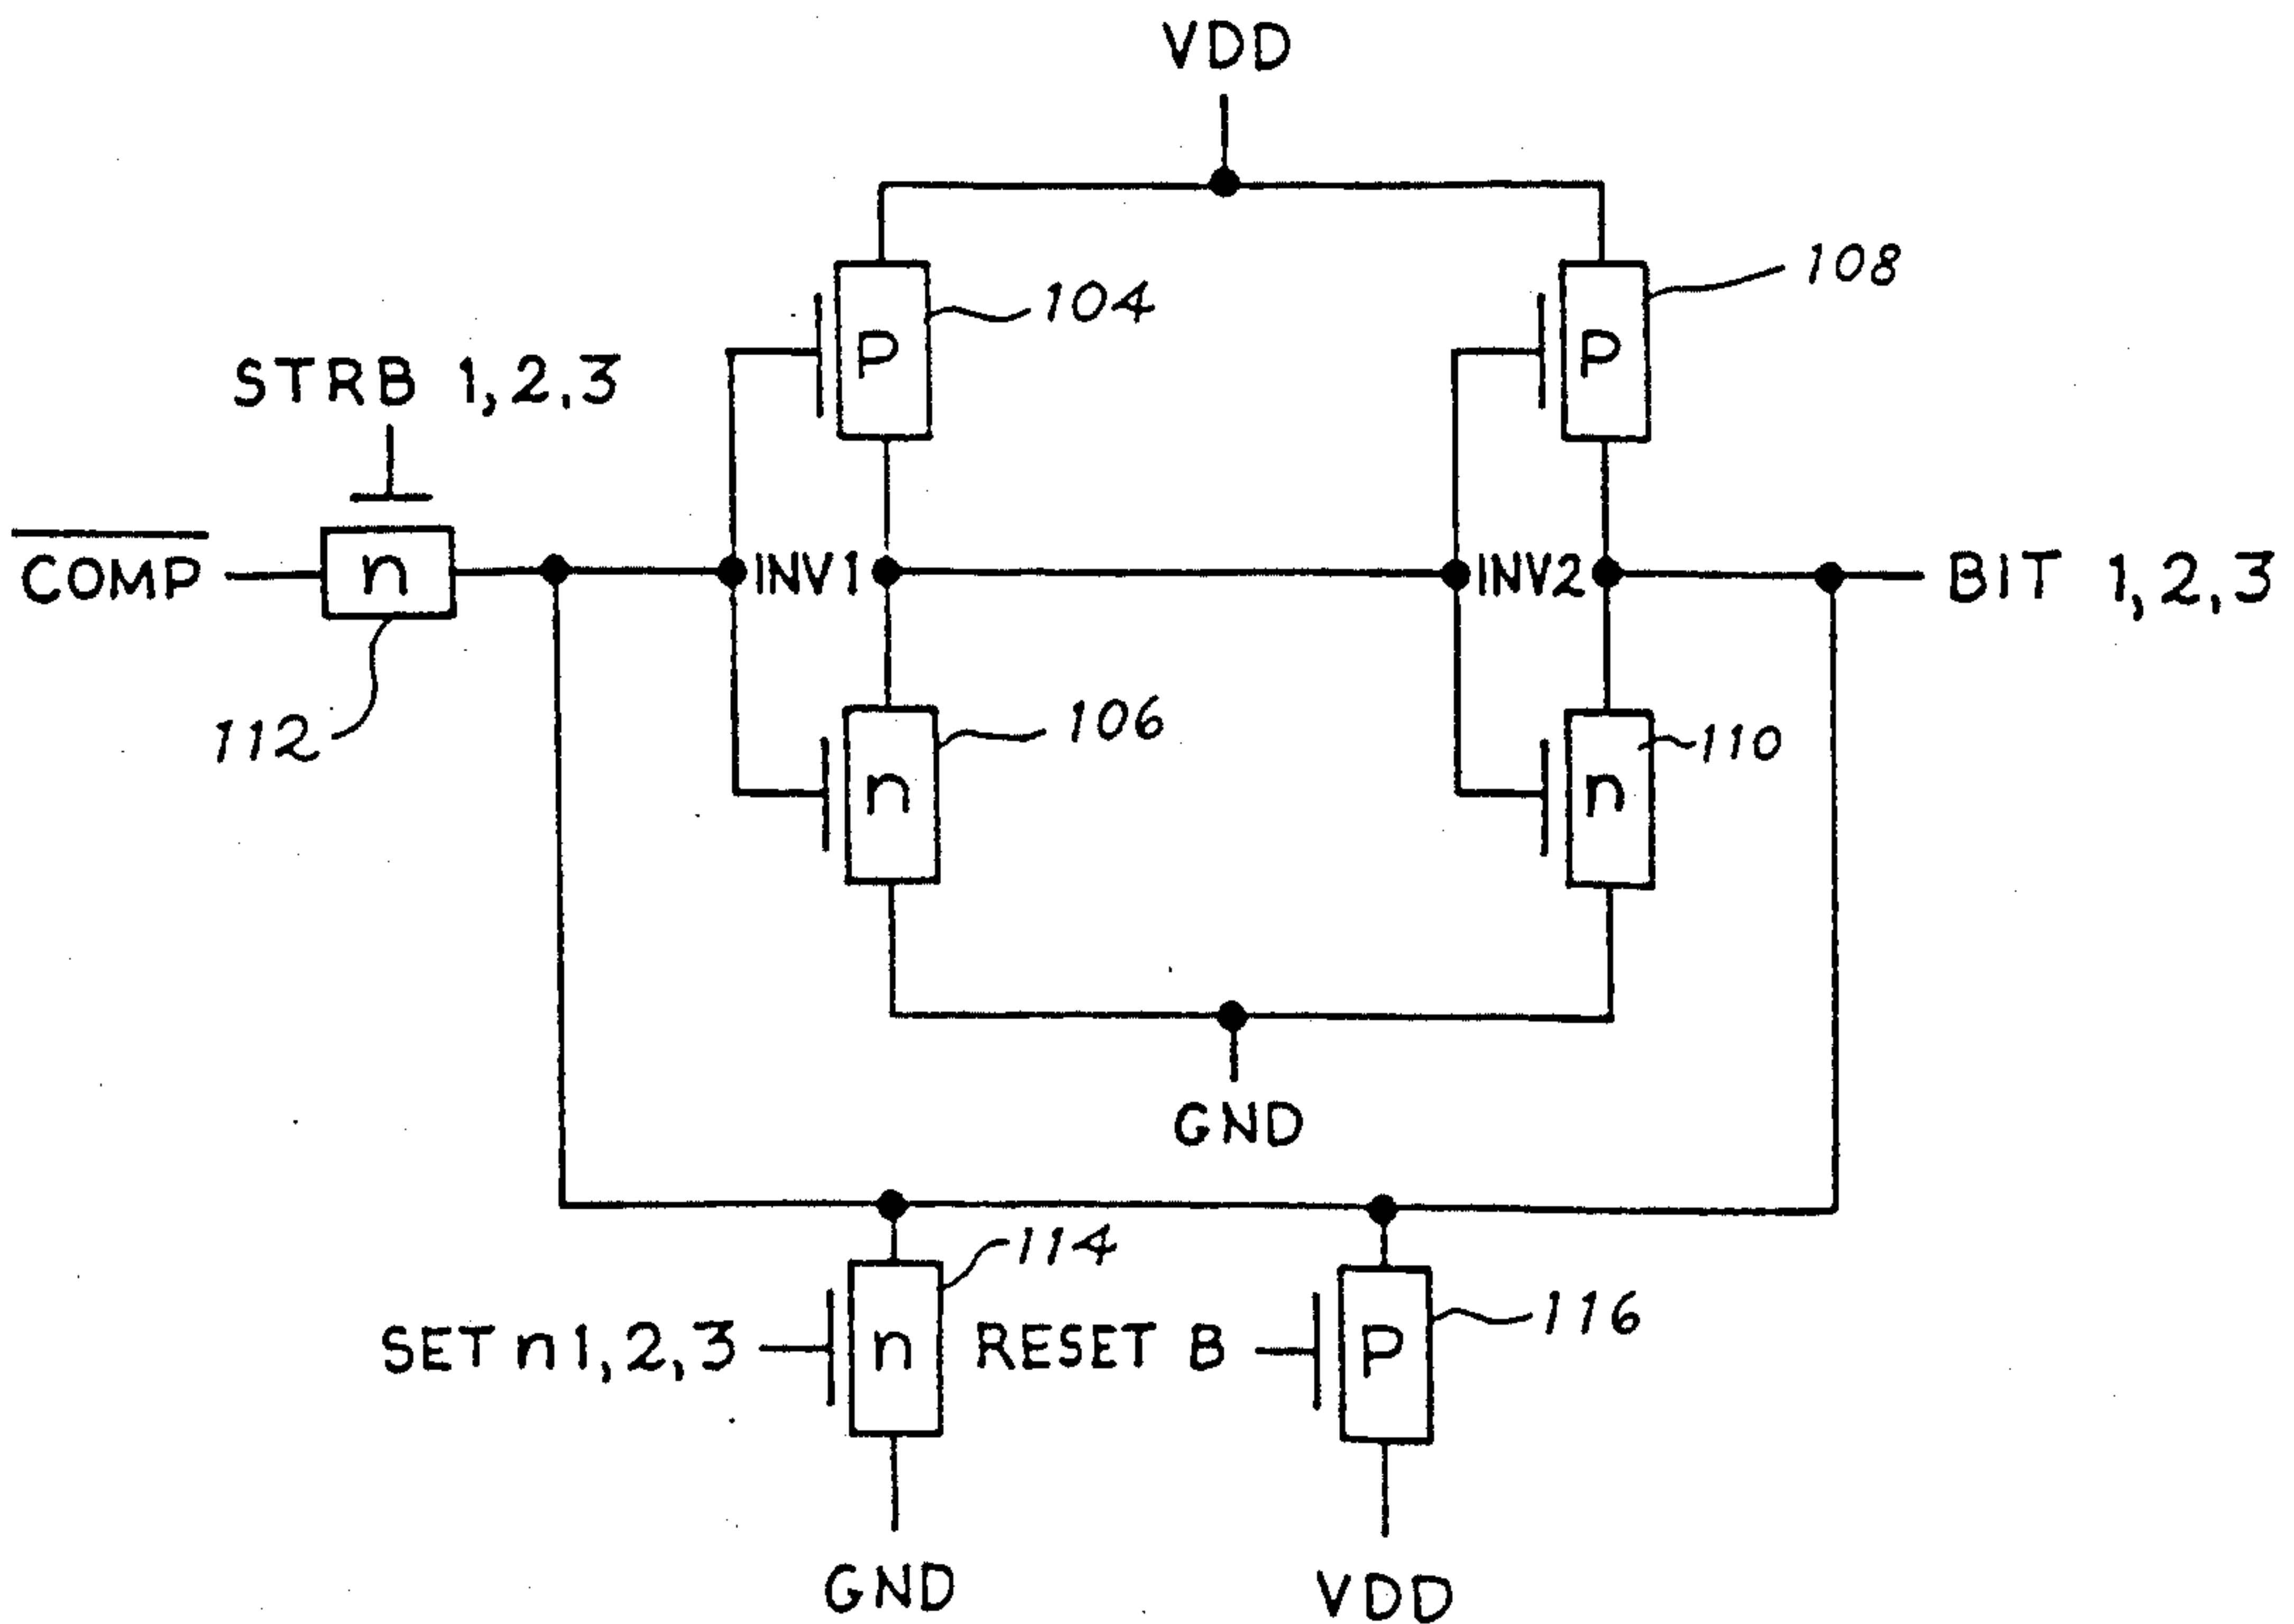 VDD
108
104
P
P
STRB 1,2,3
COMP
n
INV1
INV2
BIT 1,2,3
112
106
110
n
n
GND
114
116
SET n1,2,3
n
RESET B
P
GND
VDD